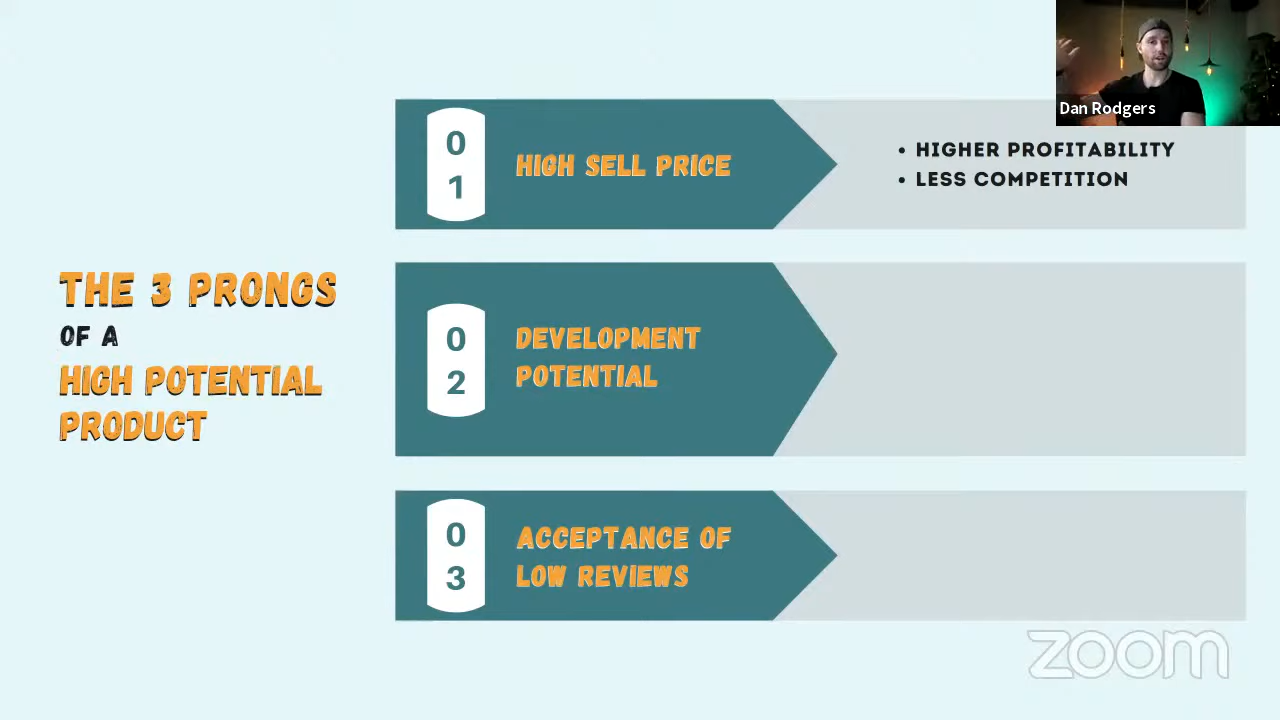 THE 3 PRONGS
OF A
HIGH POTENTIAL
PRODUCT
0
1
HIGH SELL PRICE
• HIGHER PROFITABILITY
• LESS COMPETITION
0
2
DEVELOPMENT
POTENTIAL
0
3
ACCEPTANCE OF
LOW REVIEWS
Dan Rodgers
zoom